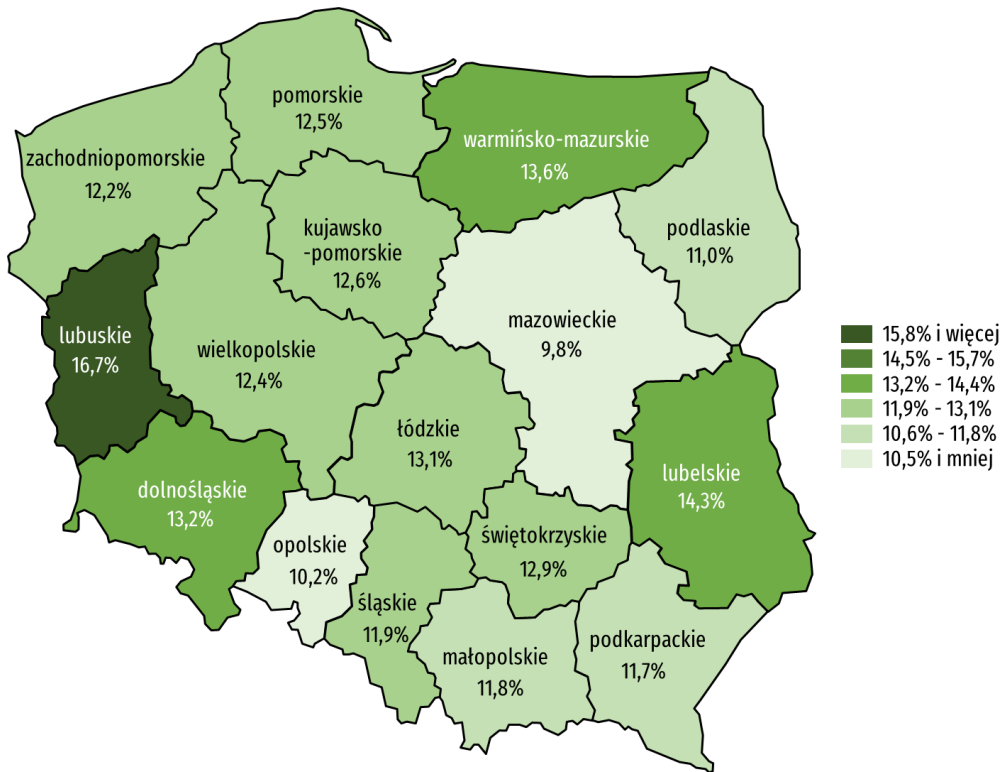 pomorskie
12,5%
warmińsko-mazurskie
13,6%
zachodniopomorskie
12,2%
kujawsko
-pomorskie
12,6%
podlaskie
11,0%
mazowieckie
9,8%
lubuskie
16,7%
wielkopolskie
12,4%
15,8% i więcej
14,5% - 15,7%
13,2% - 14,4%
11,9% - 13,1%
10,6% - 11,8%
10,5% i mniej
łódzkie
13,1%
lubelskie
14,3%
dolnośląskie
13,2%
opolskie
10,2%
świętokrzyskie
12,9%
śląskie
11,9%
małopolskie
11,8%
podkarpackie
11,7%